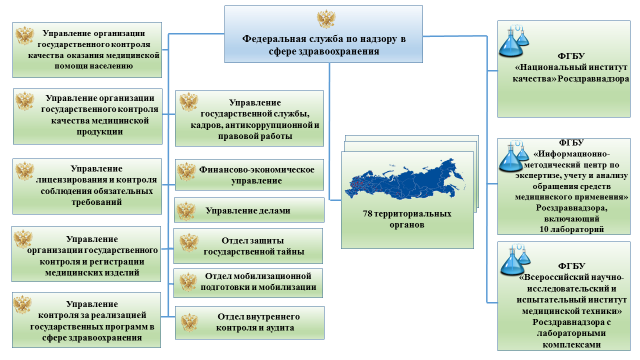 Федеральная служба по надзору в
сфере здравоохранения
Управление организации
государственного контроля
качества оказания медицинской
помощи населению
Управление организации
государственного контроля
качества медицинской
продукции
Управление
лицензирования и контроля
соблюдения обязательных
требований
Управление
организации государственного
контроля и регистрации
медицинских изделий
Управление
контроля за реализацией
государственных программ в
сфере здравоохранения
Управление
государственной службы,
кадров, антикоррупционной и
правовой работы
Финансово-экономическое
управление
Управление делами
Отдел защиты
государственной тайны
Отдел мобилизационной
подготовки и мобилизации
Отдел внутреннего
контроля и аудита
78 территориальных
органов
ФГБУ
«Национальный институт
качества» Росздравнадзора
ФГБУ
«Информационно-
методический центр по
экспертизе, учету и анализу
обращения средств
медицинского применения»
Росздравнадзора,
включающий
10 лабораторий
ФГБУ
«Всероссийский научно-
исследовательский и
испытательный институт
медицинской техники»
Росздравнадзора с
лабораторными
комплексами